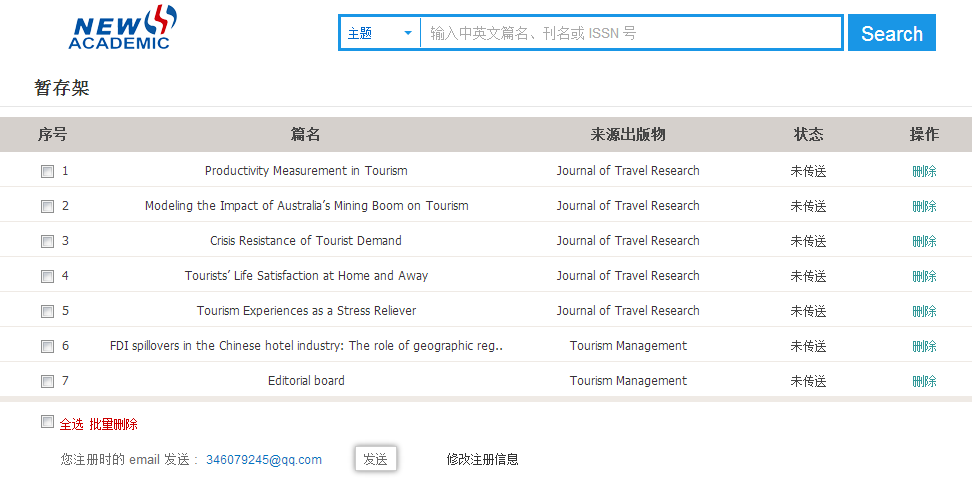 NEW
ACADEMIC
主题 输入中英文篇名、刊名或 ISSN 号 Search
暂存架
序号 篇名 来源出版物 状态 操作
1 Productivity Measurement in Tourism Journal of Travel Research 未传送 删除
2 Modeling the Impact of Australia's Mining Boom on Tourism Journal of Travel Research 未传送 删除
3 Crisis Resistance of Tourist Demand Journal of Travel Research 未传送 删除
4 Tourists' Life Satisfaction at Home and Away Journal of Travel Research 未传送 删除
5 Tourism Experiences as a Stress Reliever Journal of Travel Research 未传送 删除
6 FDI spillovers in the Chinese hotel industry: The role of geographic reg.. Tourism Management 未传送 删除
7 Editorial board Tourism Management 未传送 删除
全选 批量删除
您注册时的 email 发送： 346079245@qq.com 发送 修改注册信息